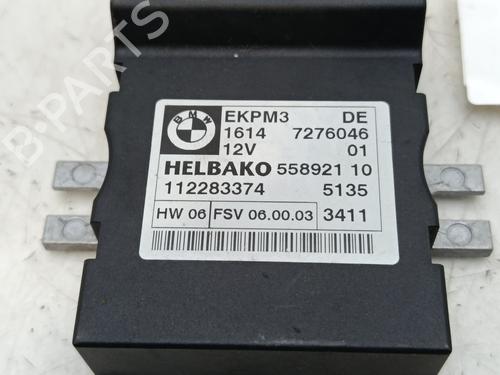 BMW
EKPM3 DE
1614 7276046
12V 01
HELBAKO 558921 10
112283374 5135
HW 06 FSV 06.00.03 3411